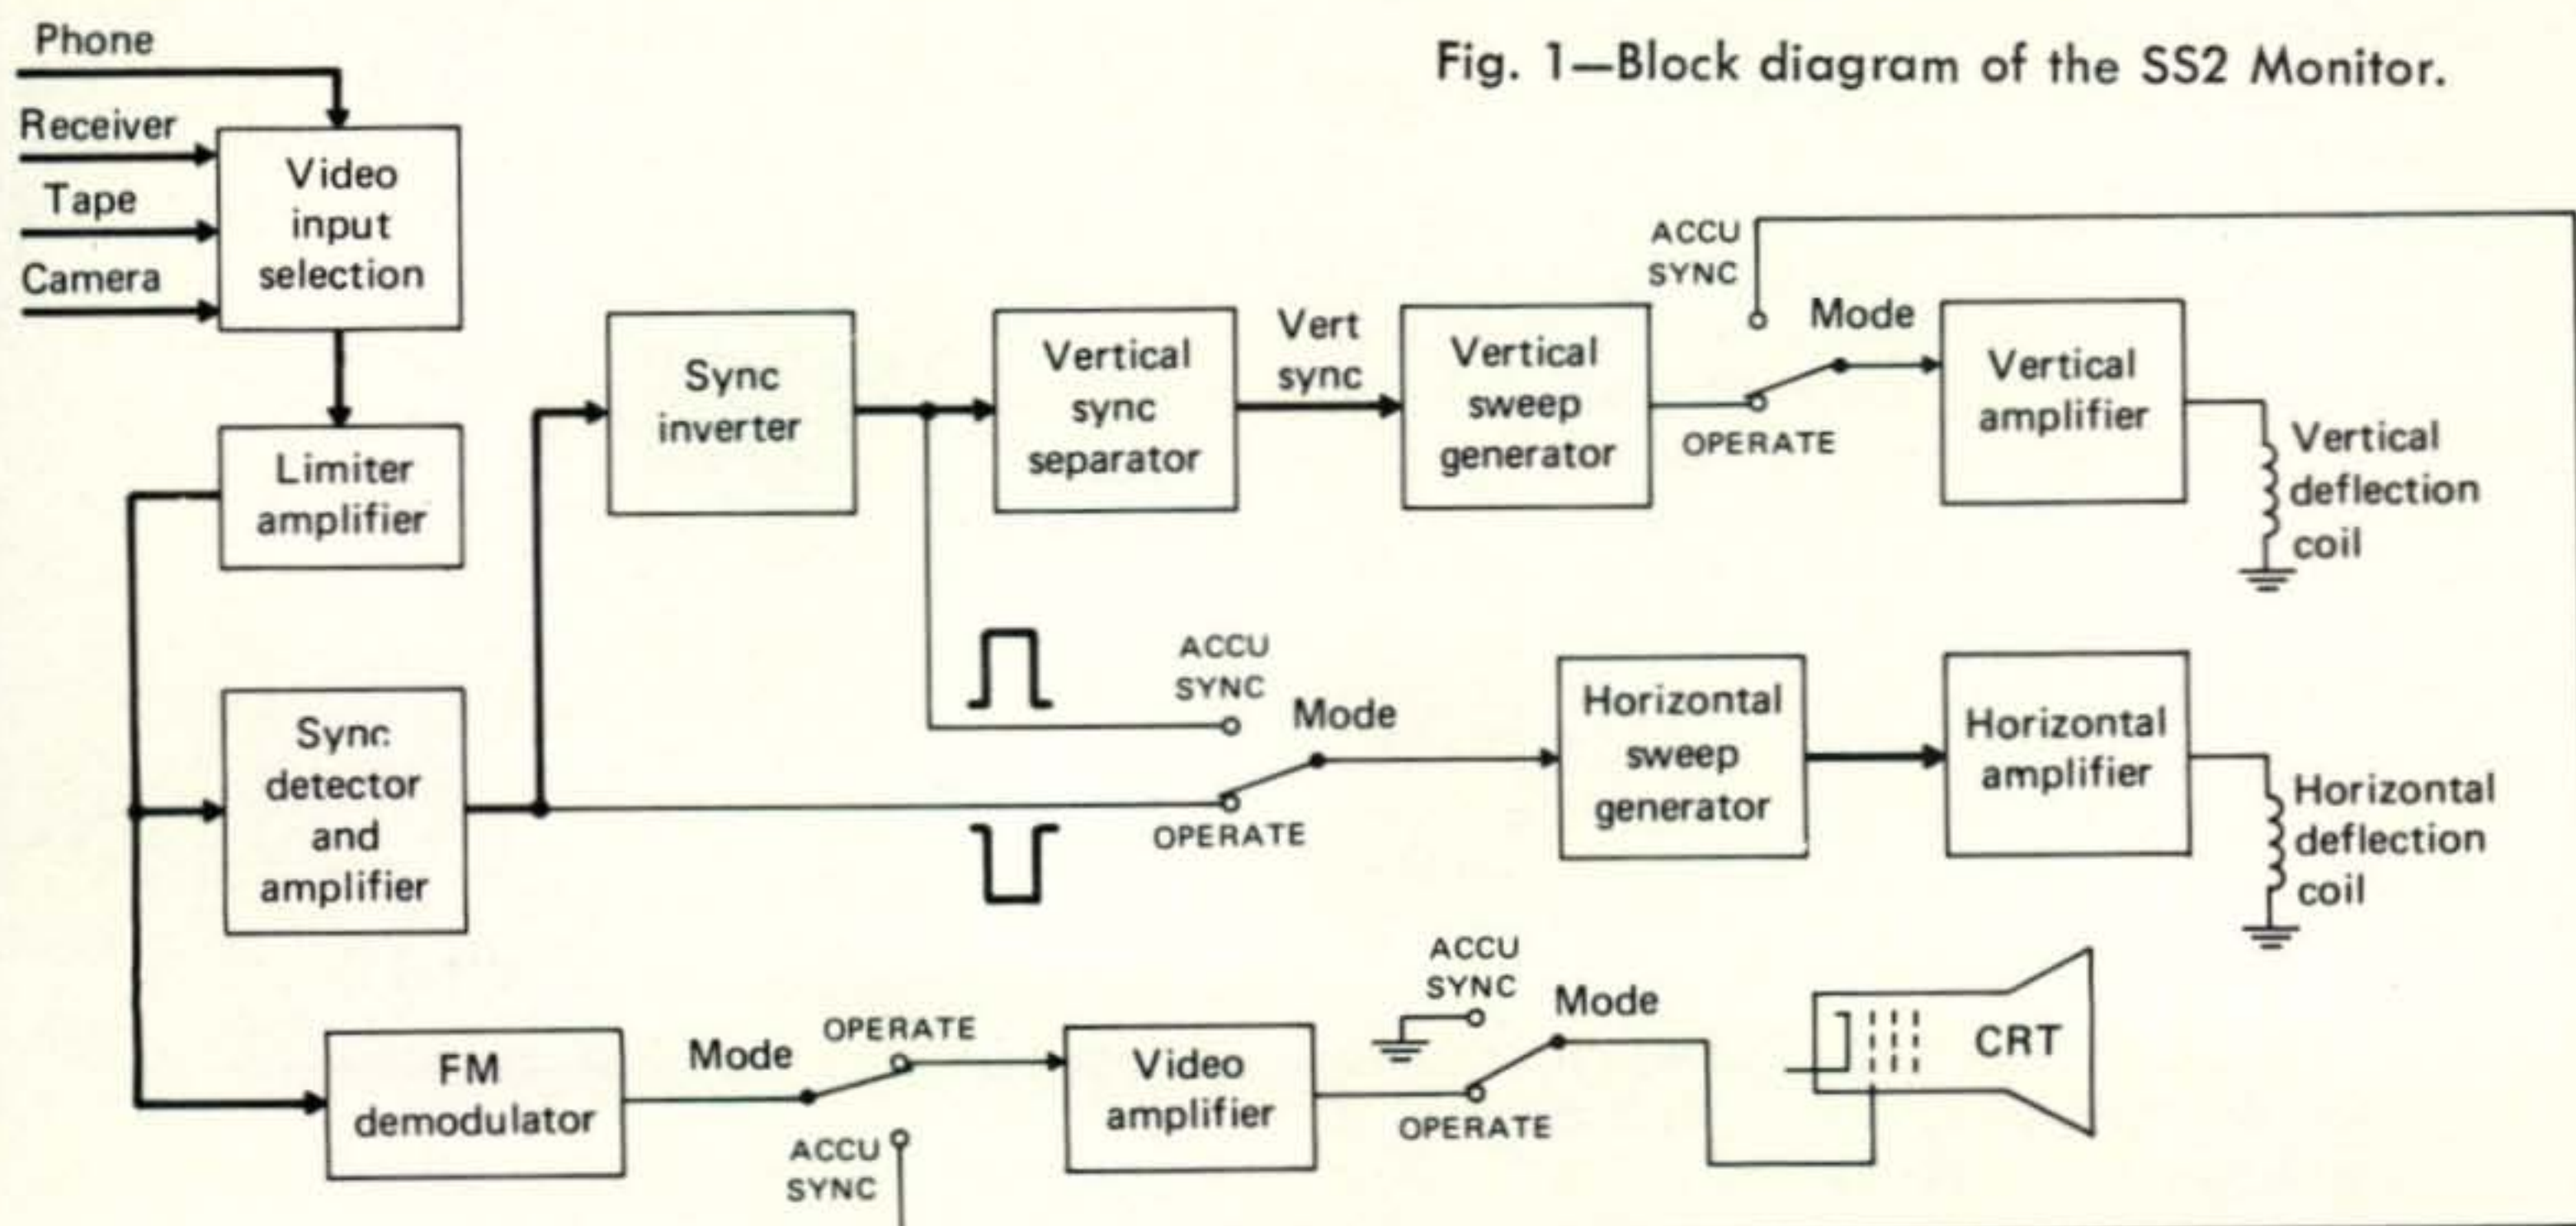 Fig. 1—Block diagram of the SS2 Monitor.
Phone
Receiver
Tape
Camera
Video
input
selection
Limiter
amplifier
Sync
detector
and
amplifier
Sync
inverter
Vertical
sync
separator
Vert
sync
Vertical
sweep
generator
ACCU
SYNC
Mode
OPERATE
Vertical
amplifier
Vertical
deflection
coil
ACCU
SYNC
Mode
OPERATE
Horizontal
sweep
generator
Horizontal
amplifier
Horizontal
deflection
coil
FM
demodulator
Mode
OPERATE
ACCU
SYNC
Video
amplifier
ACCU
SYNC
Mode
OPERATE
CRT